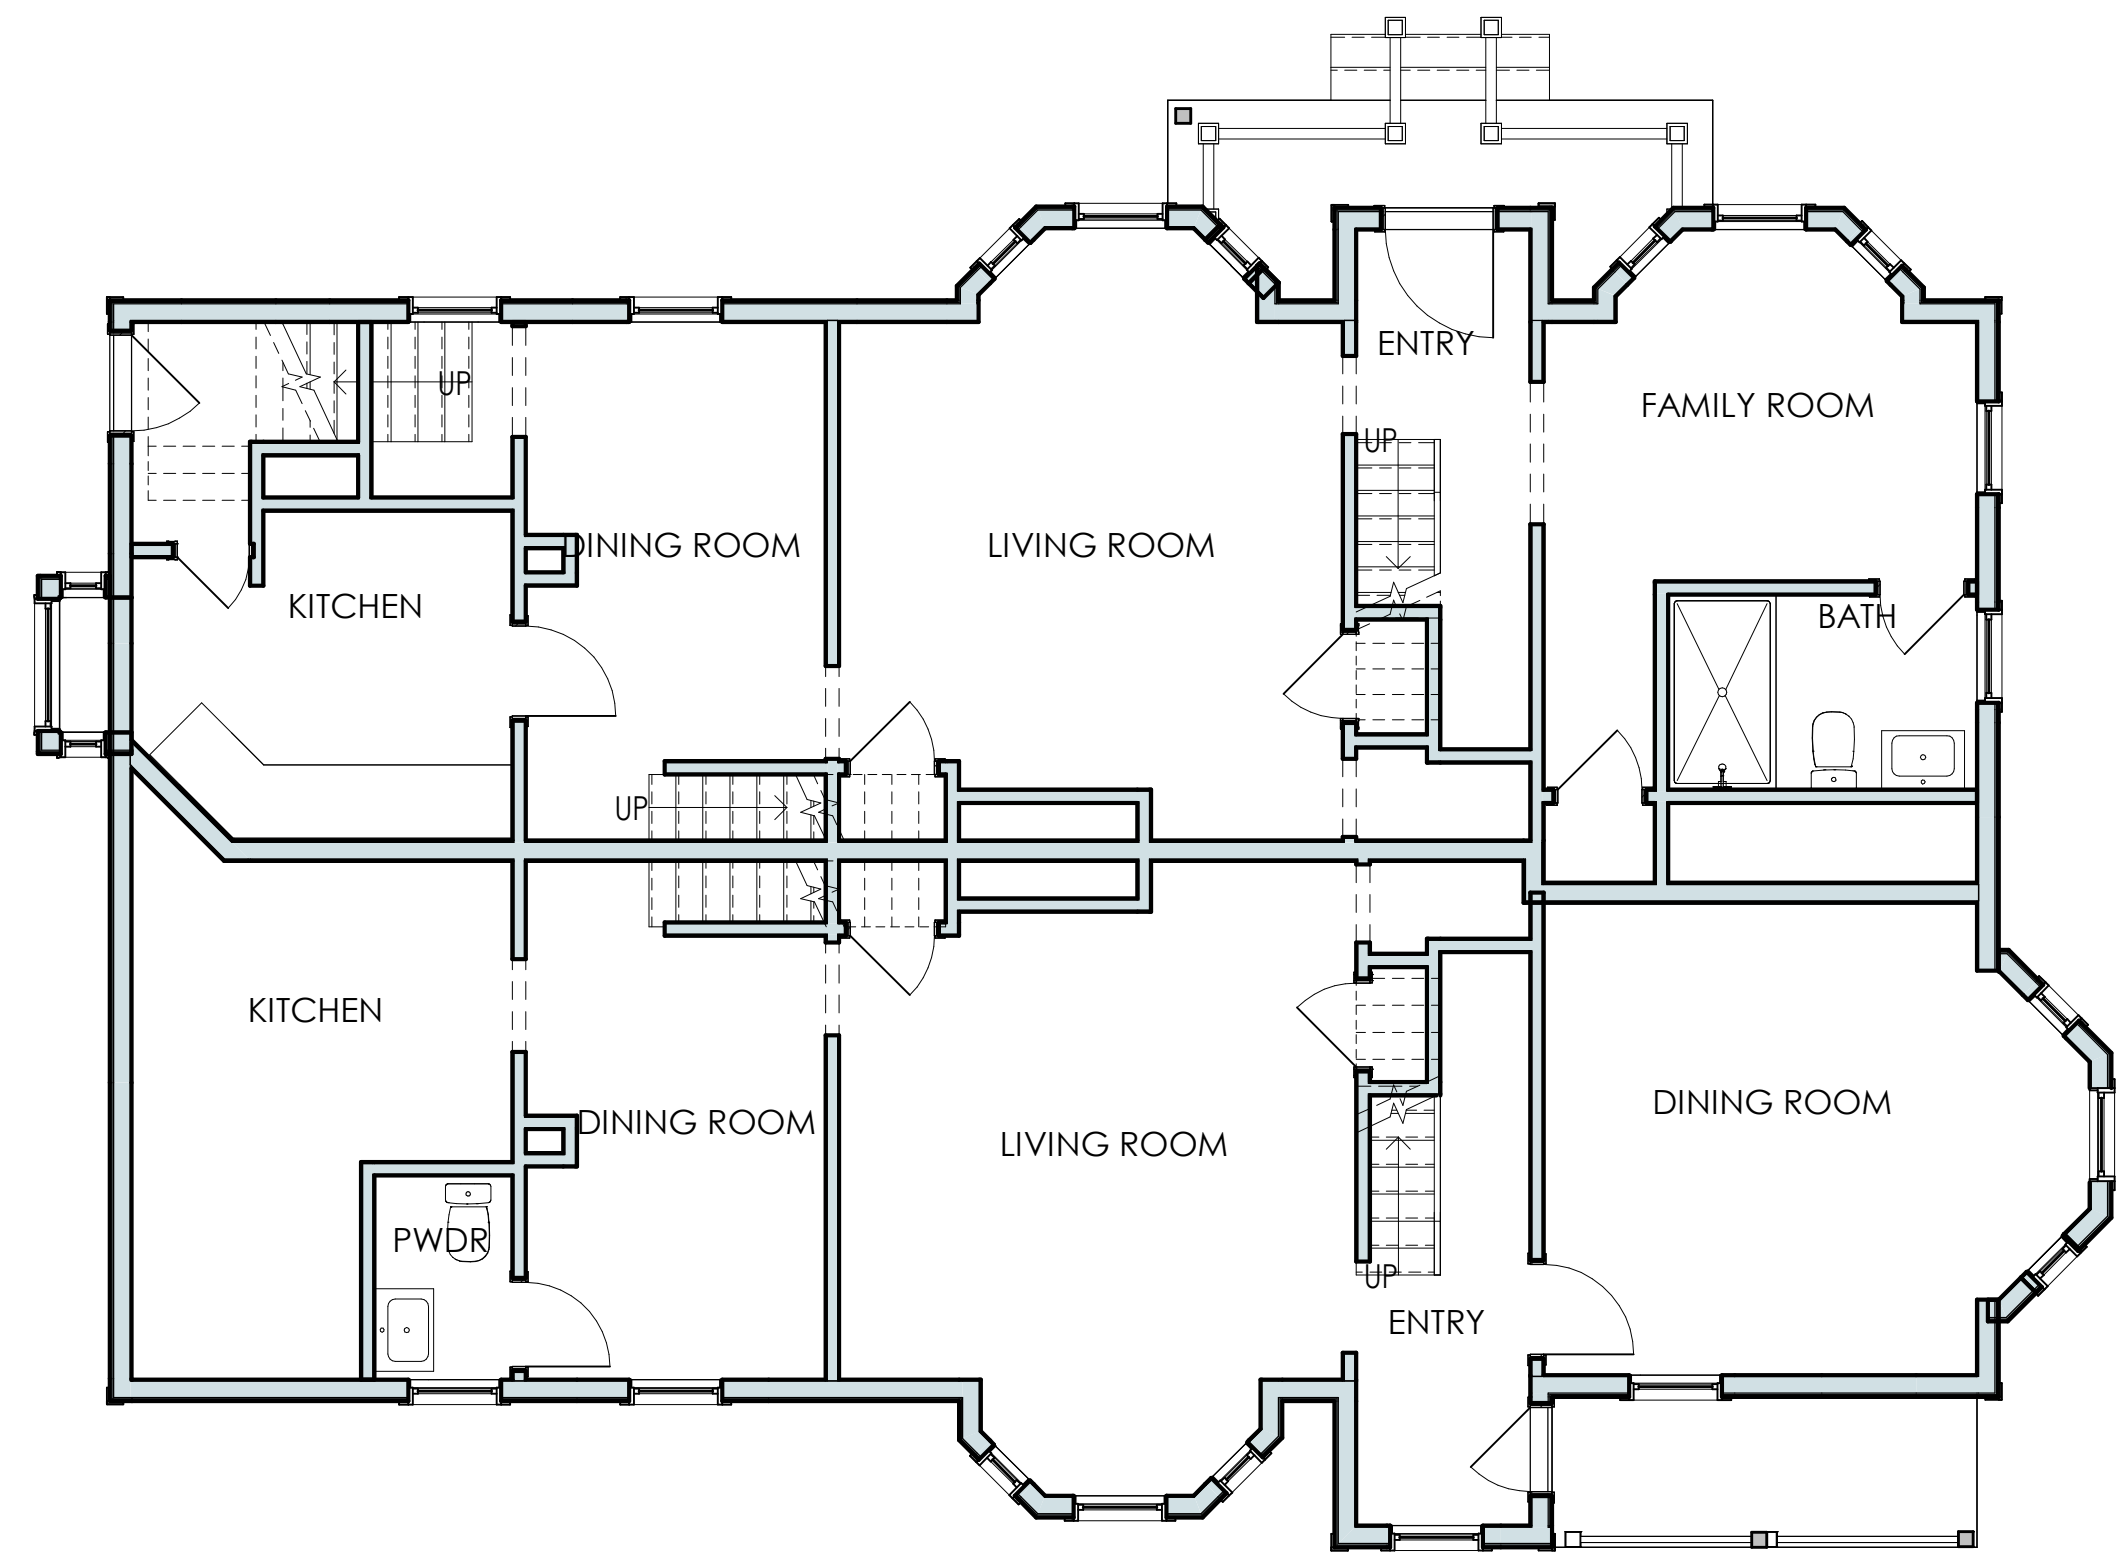 ENTRY
UP
FAMILY ROOM
UP
DINING ROOM
LIVING ROOM
KITCHEN
BATH
UP
KITCHEN
DINING ROOM
LIVING ROOM
DINING ROOM
PWDR
UP
ENTRY